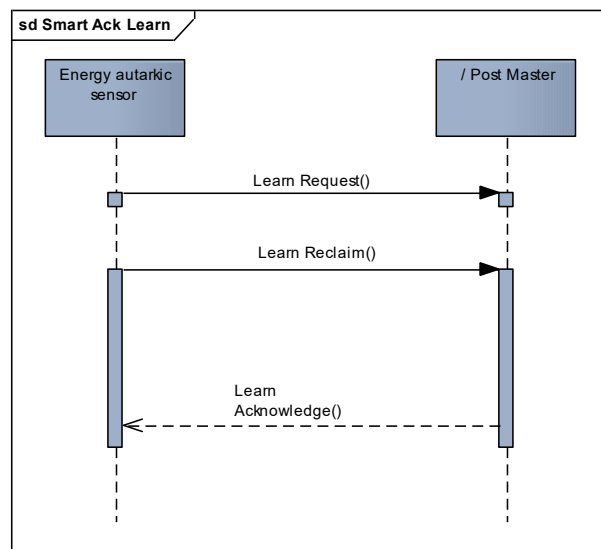 sd Smart Ack Learn
Energy autarkic
sensor
/ Post Master
Learn Request()
Learn Reclaim()
Learn
Acknowledge()